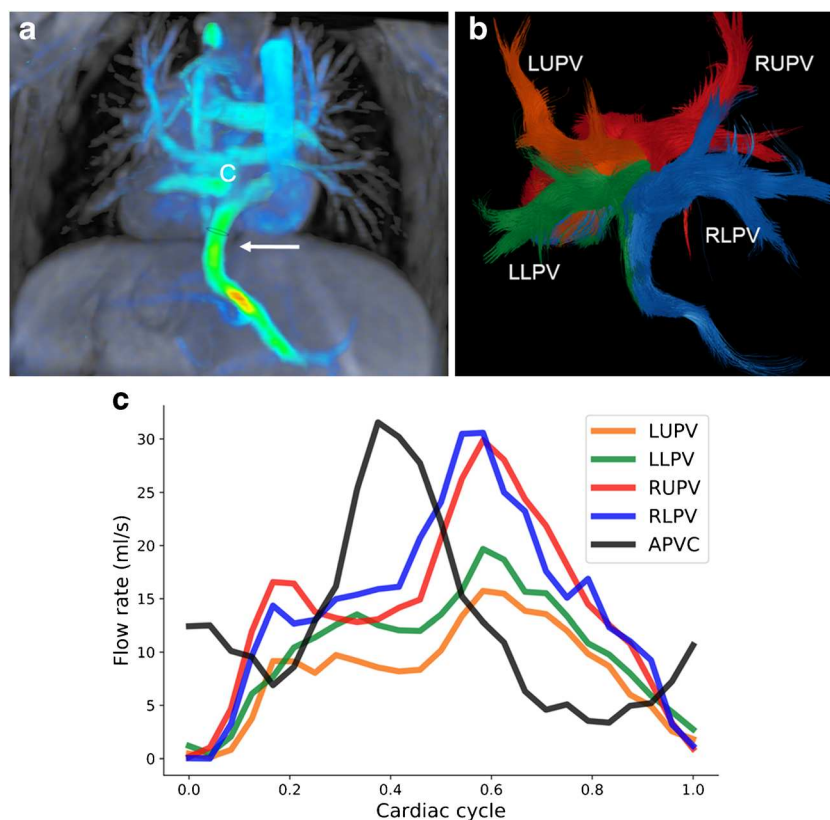 a
C
b
LUPV
RUPV
LLPV
RLPV
c
Flow rate (ml/s)
30
25
20
15
10
5
0
0.0 0.2 0.4 0.6 0.8 1.0
Cardiac cycle
LUPV
LLPV
RUPV
RLPV
APVC